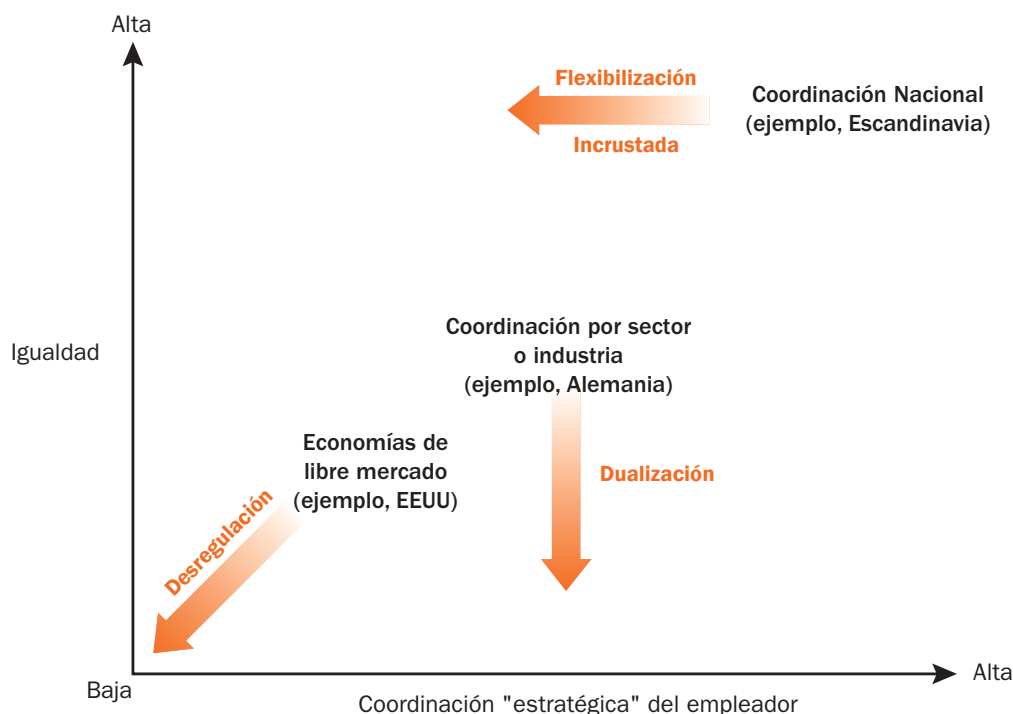 Alta
Flexibilización
Incrustada
Coordinación Nacional
(ejemplo, Escandinavia)
Igualdad
Coordinación por sector
o industria
(ejemplo, Alemania)
Dualización
Economías de
libre mercado
(ejemplo, EEUU)
Desregulación
Baja
Alta
Coordinación "estratégica" del empleador